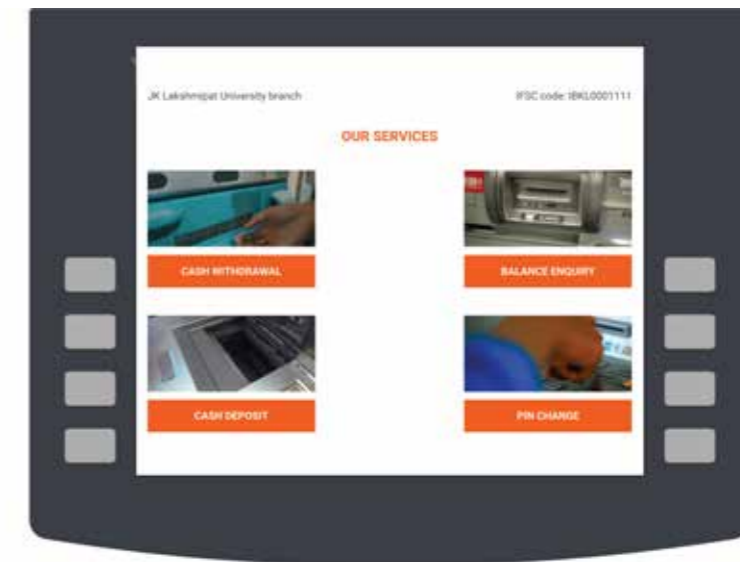 JK Lakshmipat University branch
IFSC code: IBKL0001111
OUR SERVICES
CASH WITHDRAWAL
BALANCE ENQUIRY
CASH DEPOSIT
PIN CHANGE